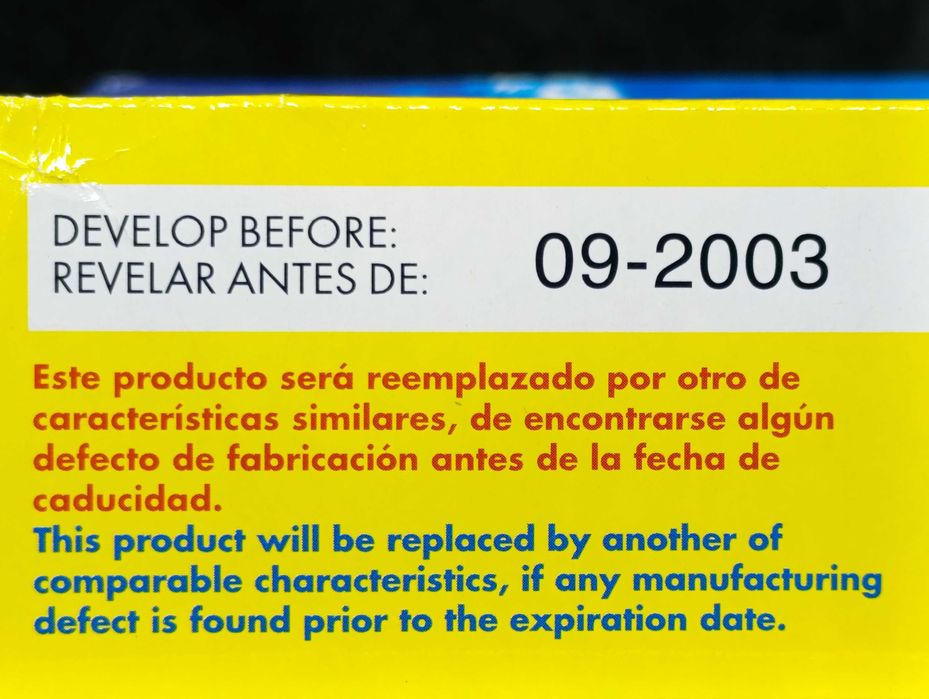 DEVELOP BEFORE:
REVELAR ANTES DE:
09-2003
Este producto será reemplazado por otro de
características similares, de encontrarse algún
defecto de fabricación antes de la fecha de
caducidad.
This product will be replaced by another of
comparable characteristics, if any manufacturing
defect is found prior to the expiration date.